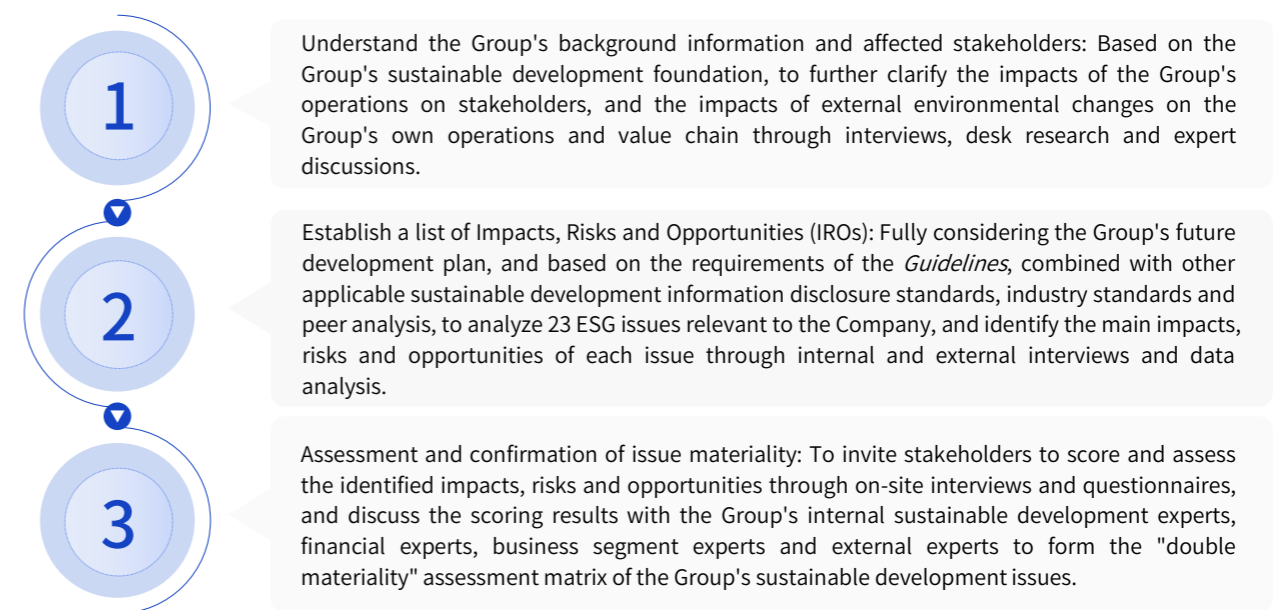 1
Understand the Group's background information and affected stakeholders: Based on the
Group's sustainable development foundation, to further clarify the impacts of the Group's
operations on stakeholders, and the impacts of external environmental changes on the
Group's own operations and value chain through interviews, desk research and expert
discussions.
2
Establish a list of Impacts, Risks and Opportunities (IROs): Fully considering the Group's future
development plan, and based on the requirements of the Guidelines, combined with other
applicable sustainable development information disclosure standards, industry standards and
peer analysis, to analyze 23 ESG issues relevant to the Company, and identify the main impacts,
risks and opportunities of each issue through internal and external interviews and data
analysis.
3
Assessment and confirmation of issue materiality: To invite stakeholders to score and assess
the identified impacts, risks and opportunities through on-site interviews and questionnaires,
and discuss the scoring results with the Group's internal sustainable development experts,
financial experts, business segment experts and external experts to form the "double
materiality" assessment matrix of the Group's sustainable development issues.